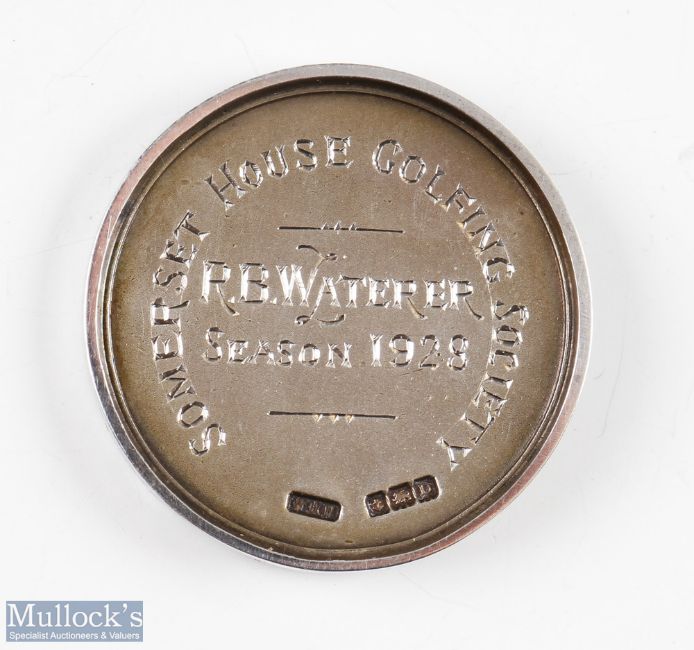 SOMERSET HOUSE GOLFING SOCIETY
R.B.WATERER
SEASON 1928
Mullock's
Specialist Auctioneers & Valuers